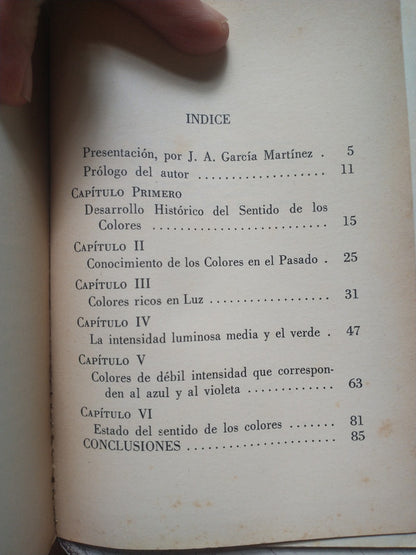 INDICE
Presentación, por J. A. García Martínez . 5
Prólogo del autor .................. 11
CAPÍTULO PRIMERO
Desarrollo Histórico del Sentido de los
Colores ......................... 15
CAPÍTULO II
Conocimiento de los Colores en el Pasado . 25
CAPÍTULO III
Colores ricos en Luz ................. 31
CAPÍTULO IV
La intensidad luminosa media y el verde . 47
CAPÍTULO V
Colores de débil intensidad que correspon-
den al azul y al violeta ............. 63
CAPÍTULO VI
Estado del sentido de los colores ....... 81
CONCLUSIONES ...................... 85